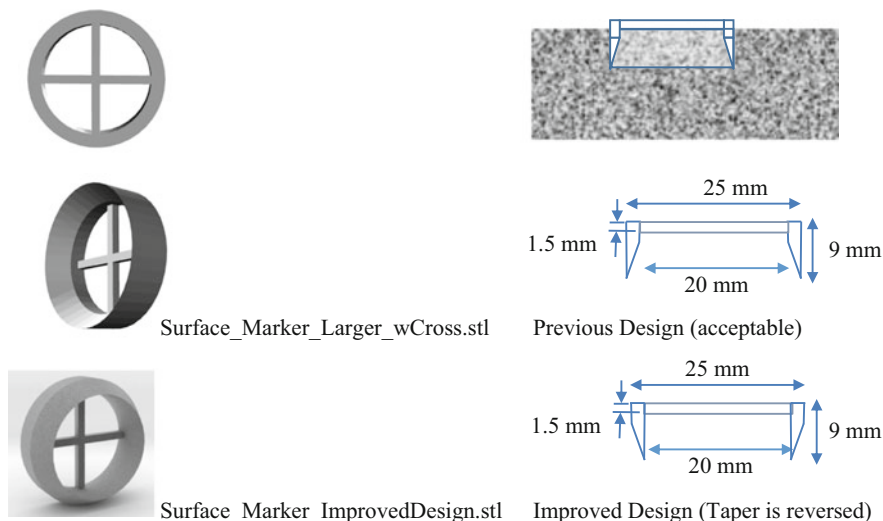 25 mm
1.5 mm
9 mm
20 mm
Surface_Marker_Larger_wCross.stl
Previous Design (acceptable)
25 mm
1.5 mm
9 mm
20 mm
Surface_Marker_ImprovedDesign.stl
Improved Design (Taper is reversed)